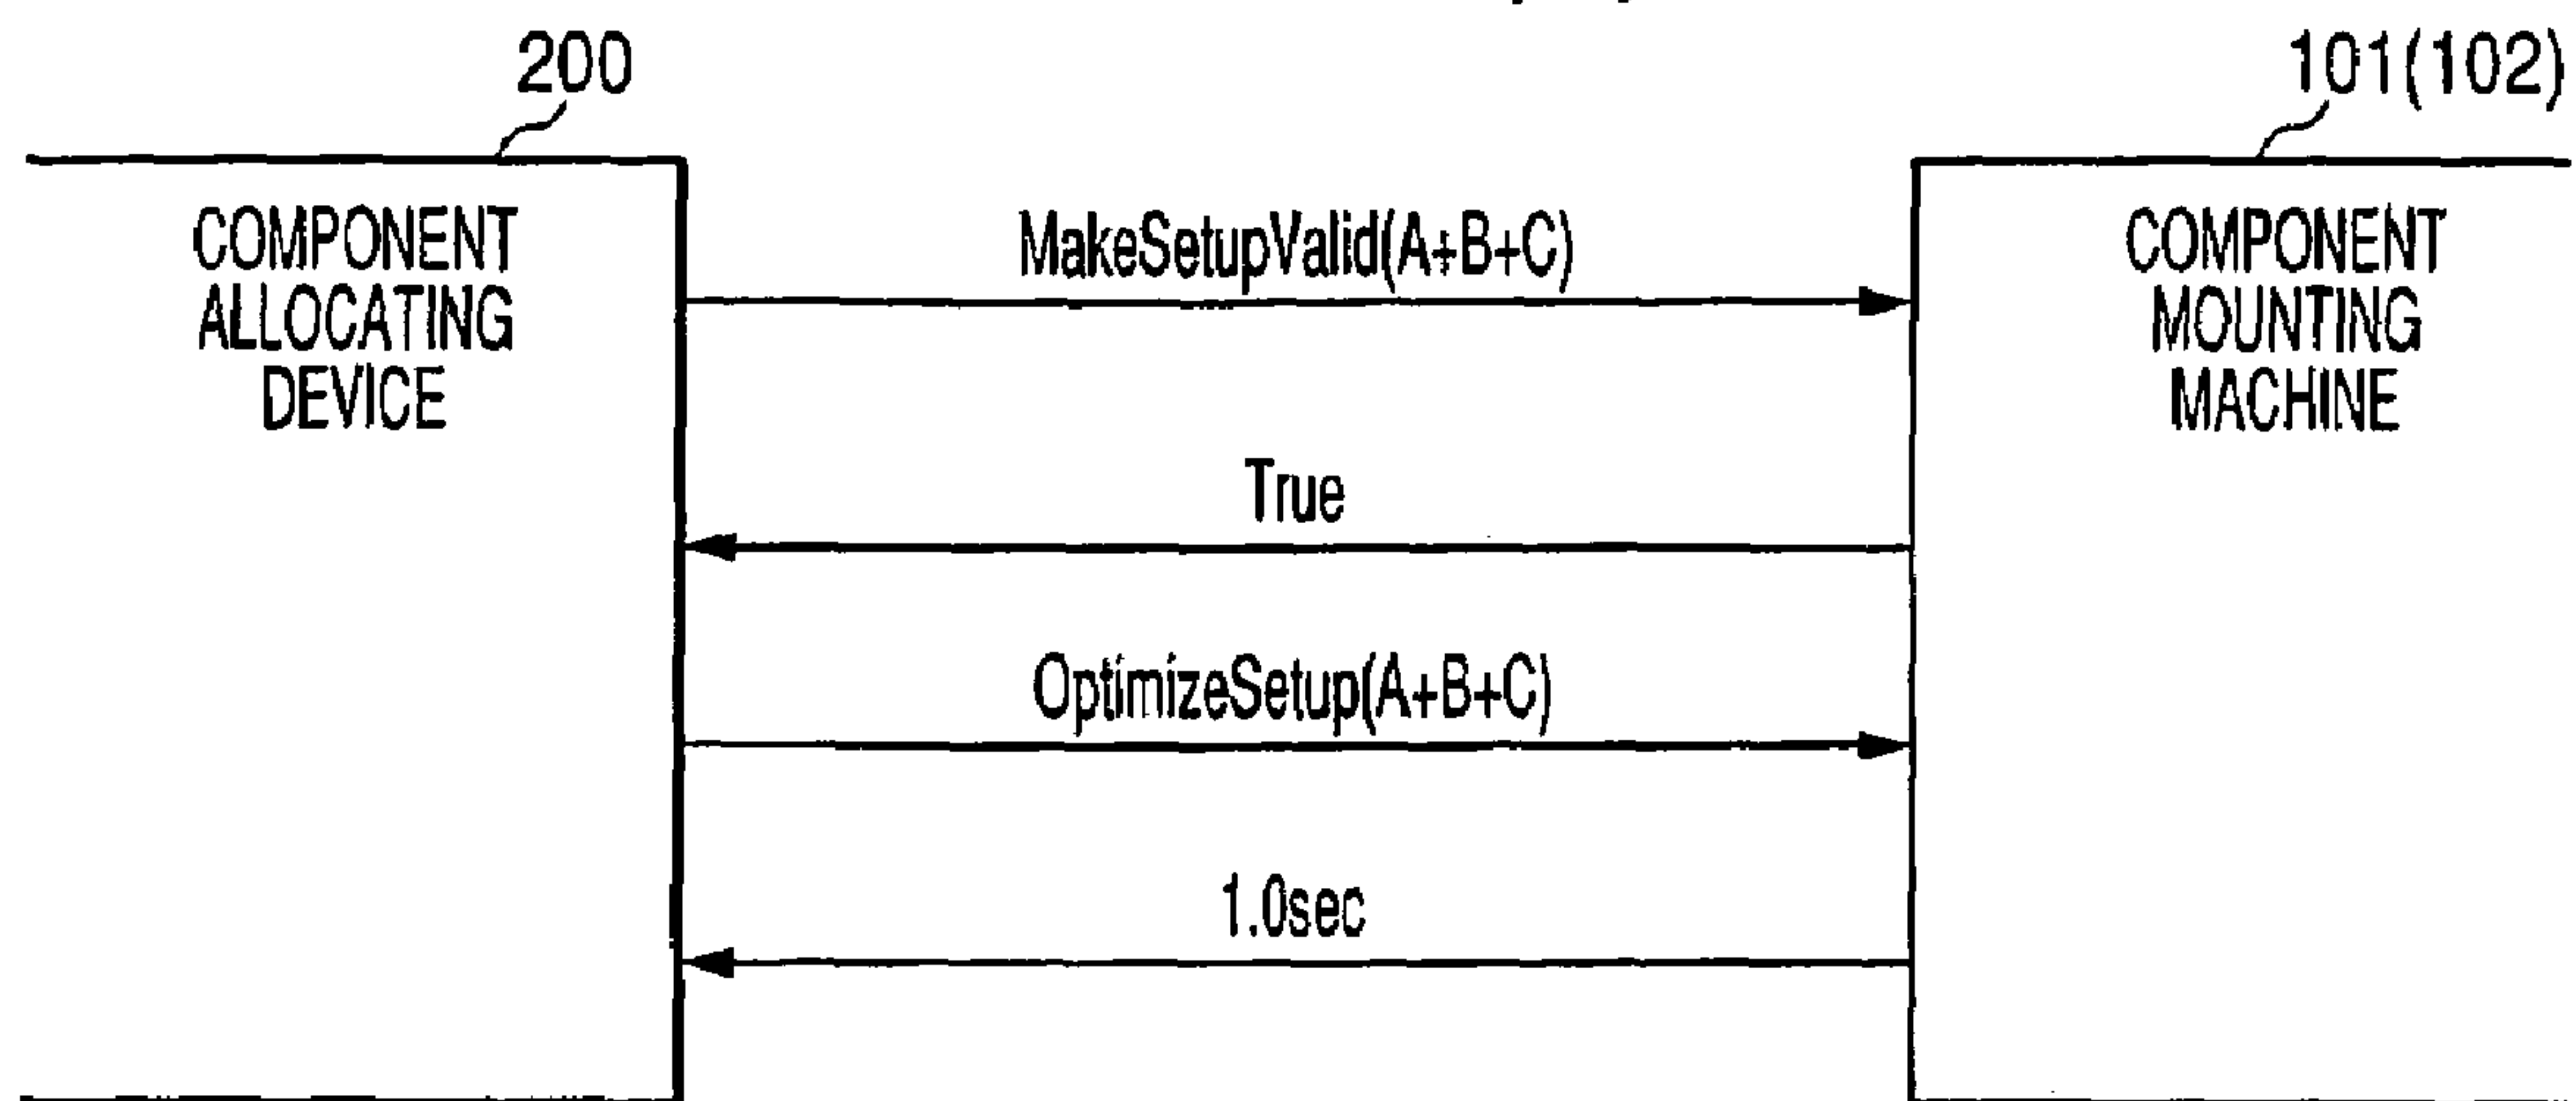 200
101(102)
COMPONENT
ALLOCATING
DEVICE
MakeSetupValid(A+B+C)
COMPONENT
MOUNTING
MACHINE
True
OptimizeSetup(A+B+C)
1.0sec